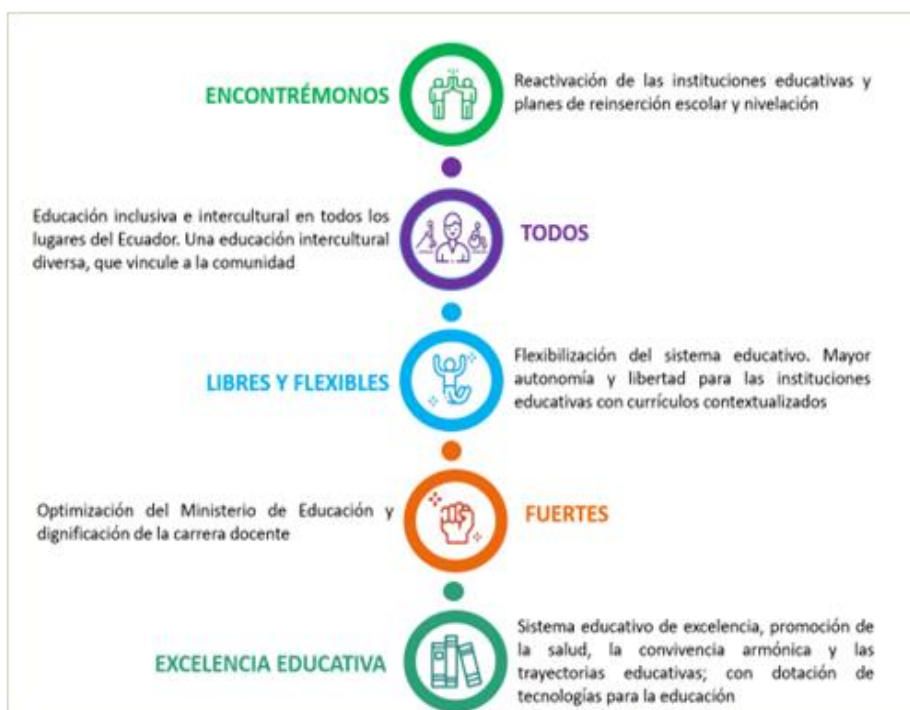 ENCONTRÉMONOS
Reactivación de las instituciones educativas y
planes de reinserción escolar y nivelación
Educación inclusiva e intercultural en todos los
lugares del Ecuador. Una educación intercultural
diversa, que vincule a la comunidad
TODOS
LIBRES Y FLEXIBLES
Flexibilización del sistema educativo. Mayor
autonomía y libertad para las instituciones
educativas con currículos contextualizados
Optimización del Ministerio de Educación y
dignificación de la carrera docente
FUERTES
EXCELENCIA EDUCATIVA
Sistema educativo de excelencia, promoción de
la salud, la convivencia armónica y las
trayectorias educativas; con dotación de
tecnologías para la educación